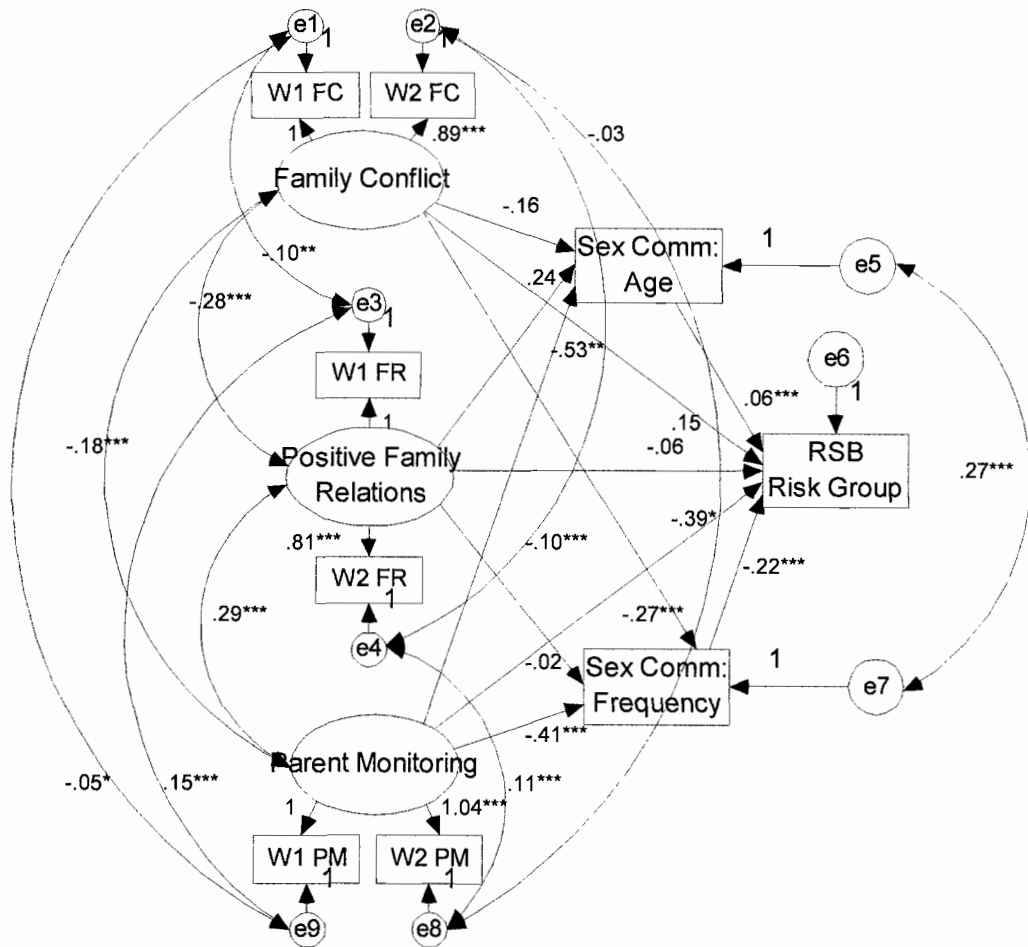 e1
1
e2
1
W1 FC
W2 FC
1
.89***
-.03
Family Conflict
-.16
Sex Comm:
Age
1
e5
-.10**
.24
-.28***
e3
1
-.53**
W1 FR
e6
1
1
.06***
.15
-.18***
Positive Family
Relations
-.06
RSB
Risk Group
.27***
.81***
-.39*
-.10***
W2 FR
1
-.22***
.29***
-.27***
e4
-.02
Sex Comm:
Frequency
1
e7
-.41***
Parent Monitoring
-.05*
.15***
.11***
1
1.04***
W1 PM
1
W2 PM
1
e9
e8